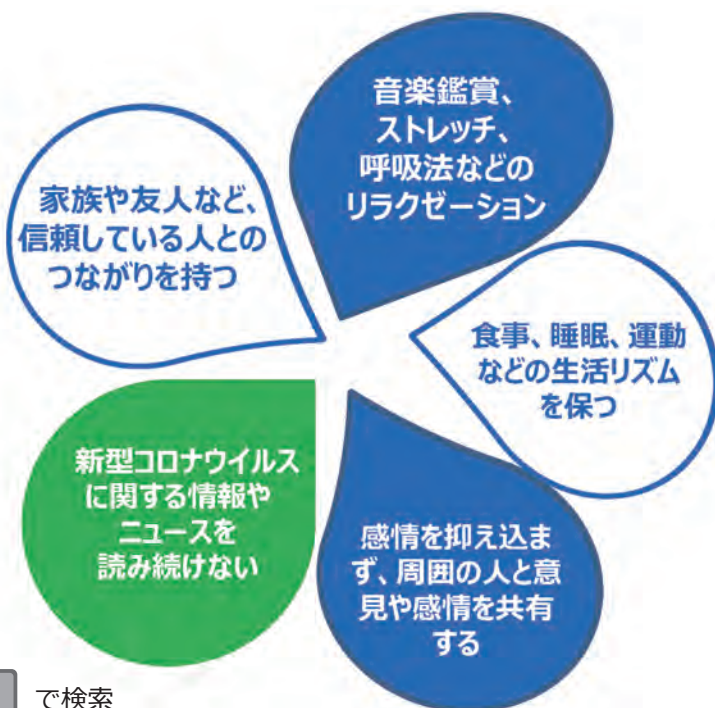 音楽鑑賞、
ストレッチ、
呼吸法などの
リラクゼーション
家族や友人など、
信頼している人との
つながりを持つ
食事、睡眠、運動
などの生活リズム
を保つ
新型コロナウイルス
に関する情報や
ニュースを
読み続けない
感情を抑え込ま
ず、周囲の人と意
見や感情を共有
する
で検索